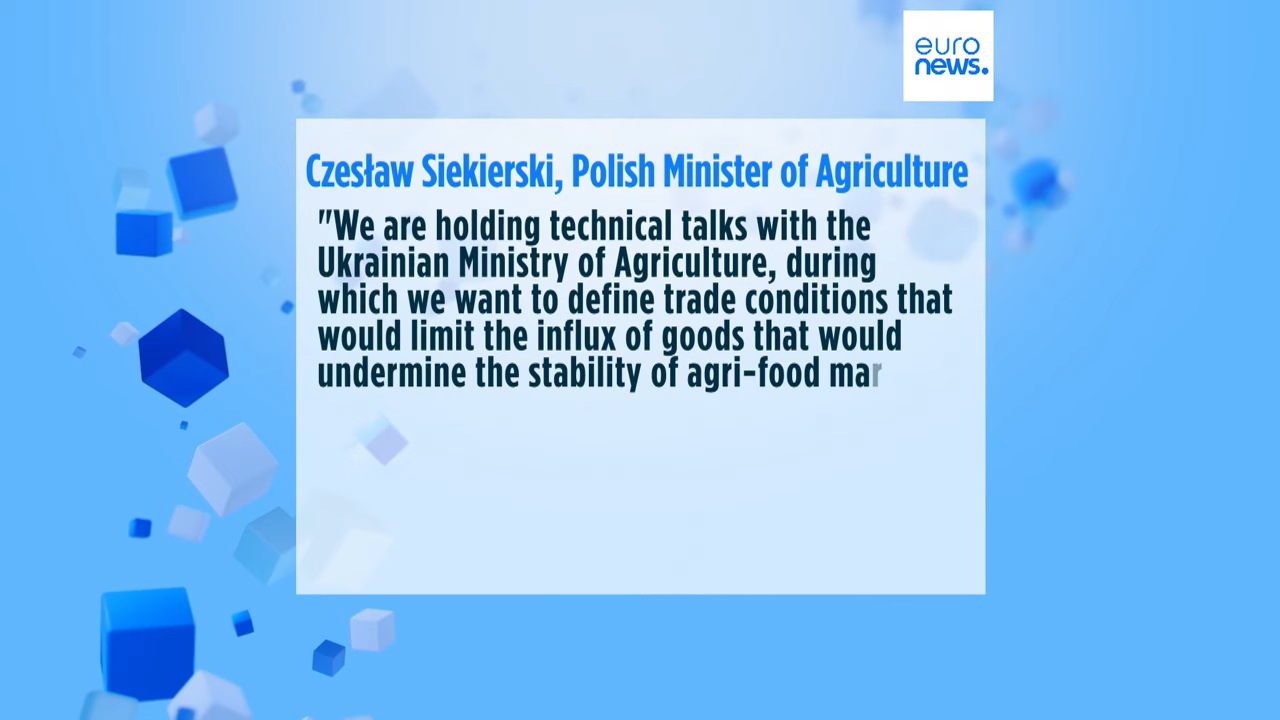 euro
news.
Czesław Siekierski, Polish Minister of Agriculture
"We are holding technical talks with the
Ukrainian Ministry of Agriculture, during
which we want to define trade conditions that
would limit the influx of goods that would
undermine the stability of agri-food mar